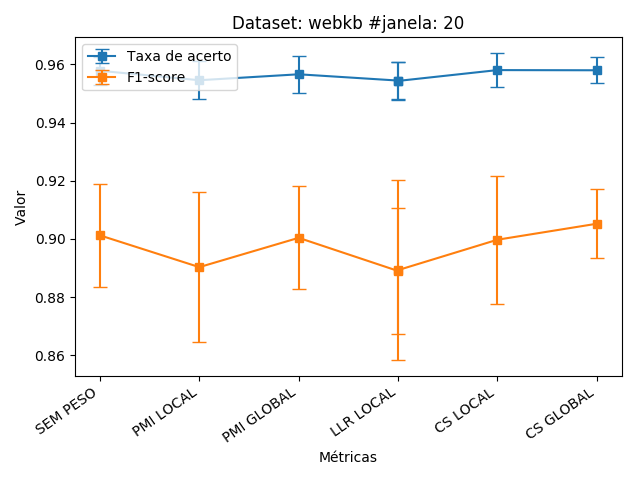 Dataset: webkb #janela: 20
Taxa de acerto
F1-score
Valor
0.96
0.94
0.92
0.90
0.88
0.86
SEM PESO
PMI LOCAL
PMI GLOBAL
LLR LOCAL
CS LOCAL
CS GLOBAL
Métricas